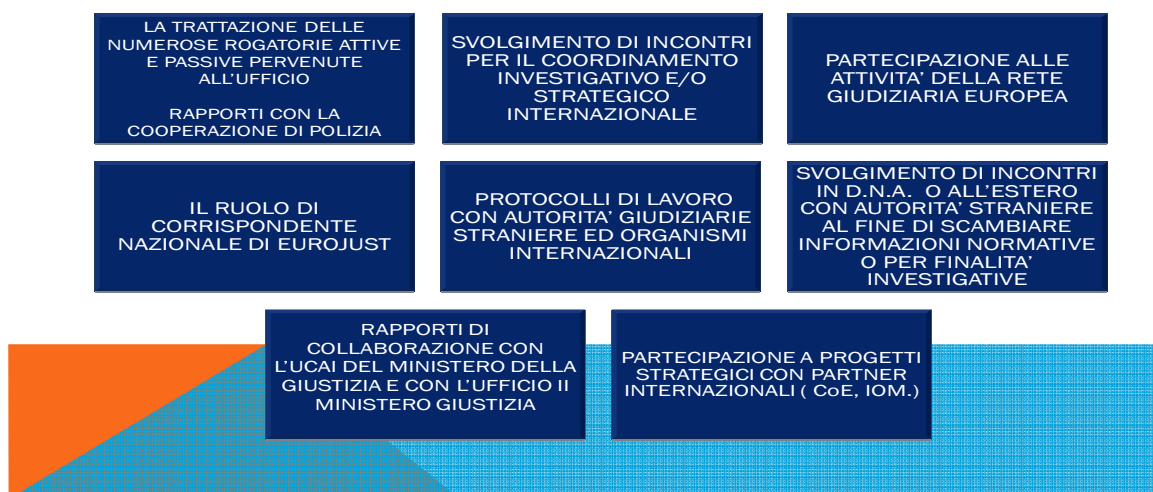 LA TRATTAZIONE DELLE
NUMEROSE ROGATORIE ATTIVE
E PASSIVE PERVENUTE
ALL'UFFICIO
RAPPORTI CON LA
COOPERAZIONE DI POLIZIA
SVOLGIMENTO DI INCONTRI
PER IL COORDINAMENTO
INVESTIGATIVO E/O
STRATEGICO
INTERNAZIONALE
PARTECIPAZIONE ALLE
ATTIVITA' DELLA RETE
GIUDIZIARIA EUROPEA
IL RUOLO DI
CORRISPONDENTE
NAZIONALE DI EUROJUST
PROTOCOLLI DI LAVORO
CON AUTORITA' GIUDIZIARIE
STRANIERE ED ORGANISMI
INTERNAZIONALI
SVOLGIMENTO DI INCONTRI
IN D.N.A. O ALL'ESTERO
CON AUTORITA' STRANIERE
AL FINE DI SCAMBIARE
INFORMAZIONI NORMATIVE
O PER FINALITA'
INVESTIGATIVE
RAPPORTI DI
COLLABORAZIONE CON
L'UCAI DEL MINISTERO DELLA
GIUSTIZIA E CON L'UFFICIO II
MINISTERO GIUSTIZIA
PARTECIPAZIONE A PROGETTI
STRATEGICI CON PARTNER
INTERNAZIONALI ( CoE, IOM.)